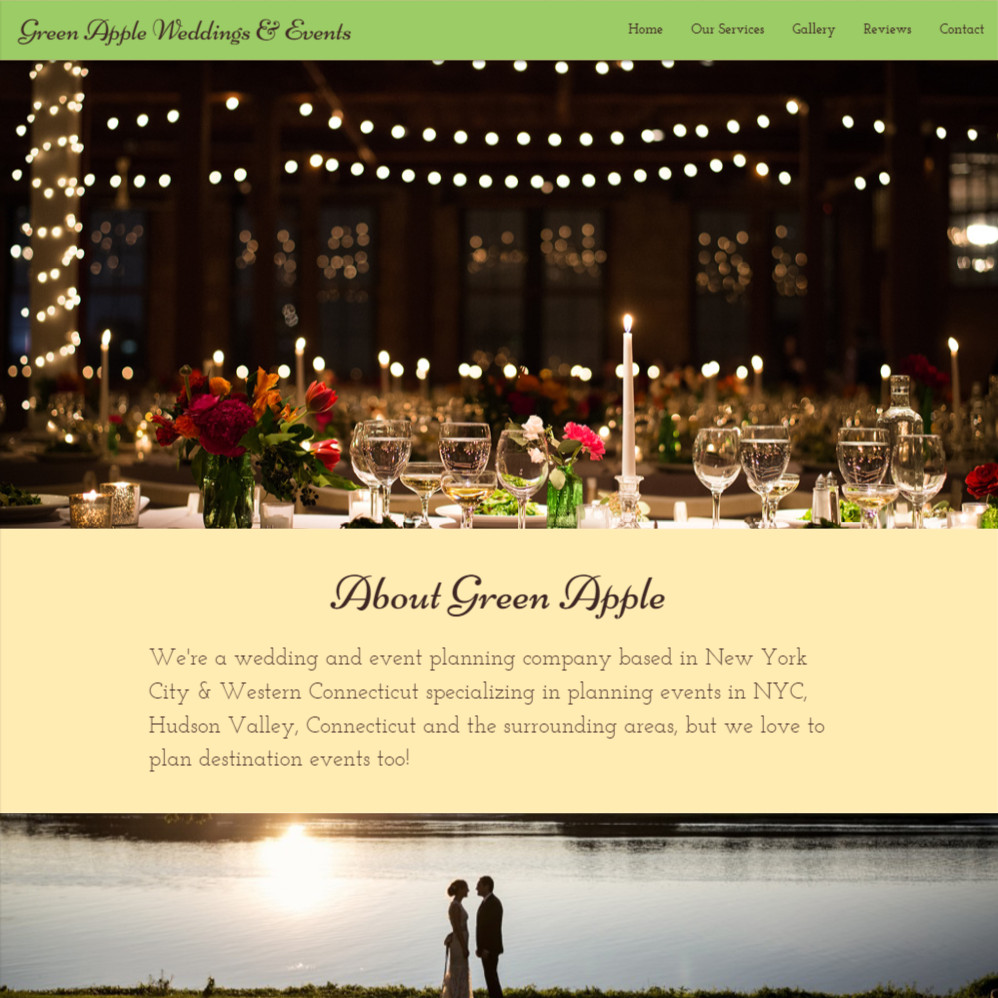 Green Apple Weddings & Events
Home Our Services Gallery Reviews Contact
About Green Apple
We're a wedding and event planning company based in New York
City & Western Connecticut specializing in planning events in NYC,
Hudson Valley, Connecticut and the surrounding areas, but we love to
plan destination events too!